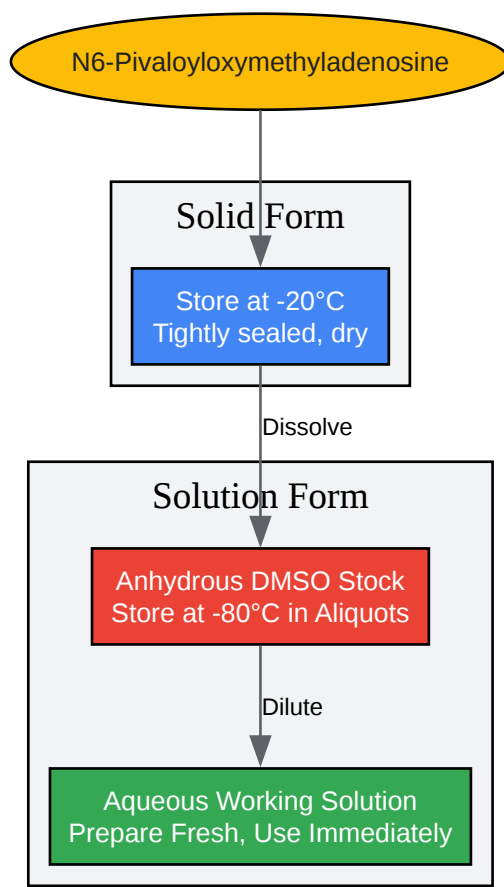 N6-Pivaloyloxymethyladenosine
Solid Form
Store at -20°C
Tightly sealed, dry
Dissolve
Solution Form
Anhydrous DMSO Stock
Store at -80°C in Aliquots
Dilute
Aqueous Working Solution
Prepare Fresh, Use Immediately